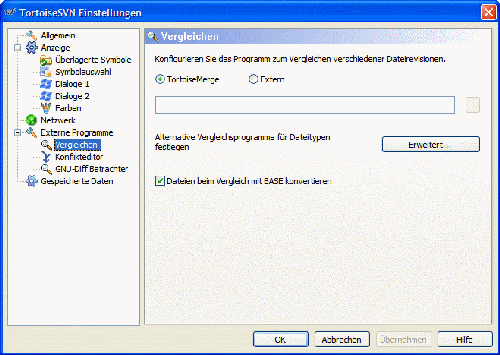 TortoiseSVN Einstellungen
Allgemein
Anzeige
Überlagerte Symbole
Symbolauswahl
Dialoge 1
Dialoge 2
Farben
Netzwerk
Externe Programme
Vergleichen
Konflikteditor
GNU-Diff Betrachter
Gespeicherte Daten
Vergleichen
Konfigurieren Sie das Programm zum Vergleichen verschiedener Dateirevisionen.
TortoiseMerge Extern
Alternative Vergleichsprogramme für Dateitypen
festlegen
Erweitert...
Dateien beim Vergleich mit BASE konvertieren
OK Abbrechen Übernehmen Hilfe